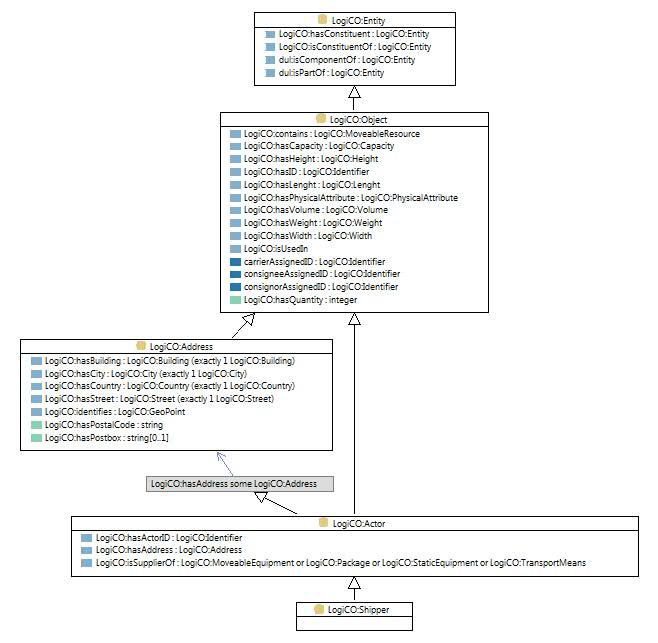 LogiCO:Entity
LogiCO:hasConstituent : LogiCO:Entity
LogiCO:isConstituentOf : LogiCO:Entity
dul:isComponentOf : LogiCO:Entity
dul:isPartOf : LogiCO:Entity
LogiCO:Object
LogiCO:contains : LogiCO:MoveableResource
LogiCO:hasCapacity : LogiCO:Capacity
LogiCO:hasHeight : LogiCO:Height
LogiCO:hasID : LogiCO:Identifier
LogiCO:hasLenght : LogiCO:Lenght
LogiCO:hasPhysicalAttribute : LogiCO:PhysicalAttribute
LogiCO:hasVolume : LogiCO:Volume
LogiCO:hasWeight : LogiCO:Weight
LogiCO:hasWidth : LogiCO:Width
LogiCO:isUsedIn
carrierAssignedID : LogiCO:Identifier
consigneeAssignedID : LogiCO:Identifier
consignorAssignedID : LogiCO:Identifier
LogiCO:hasQuantity : integer
LogiCO:Address
LogiCO:hasBuilding : LogiCO:Building (exactly 1 LogiCO:Building)
LogiCO:hasCity : LogiCO:City (exactly 1 LogiCO:City)
LogiCO:hasCountry : LogiCO:Country (exactly 1 LogiCO:Country)
LogiCO:hasStreet : LogiCO:Street (exactly 1 LogiCO:Street)
LogiCO:identifies : LogiCO:GeoPoint
LogiCO:hasPostalCode : string
LogiCO:hasPostbox : string[0..1]
LogiCO:hasAddress some LogiCO:Address
LogiCO:Actor
LogiCO:hasActorID : LogiCO:Identifier
LogiCO:hasAddress : LogiCO:Address
LogiCO:isSupplierOf : LogiCO:MoveableEquipment or LogiCO:Package or LogiCO:StaticEquipment or LogiCO:TransportMeans
LogiCO:Shipper